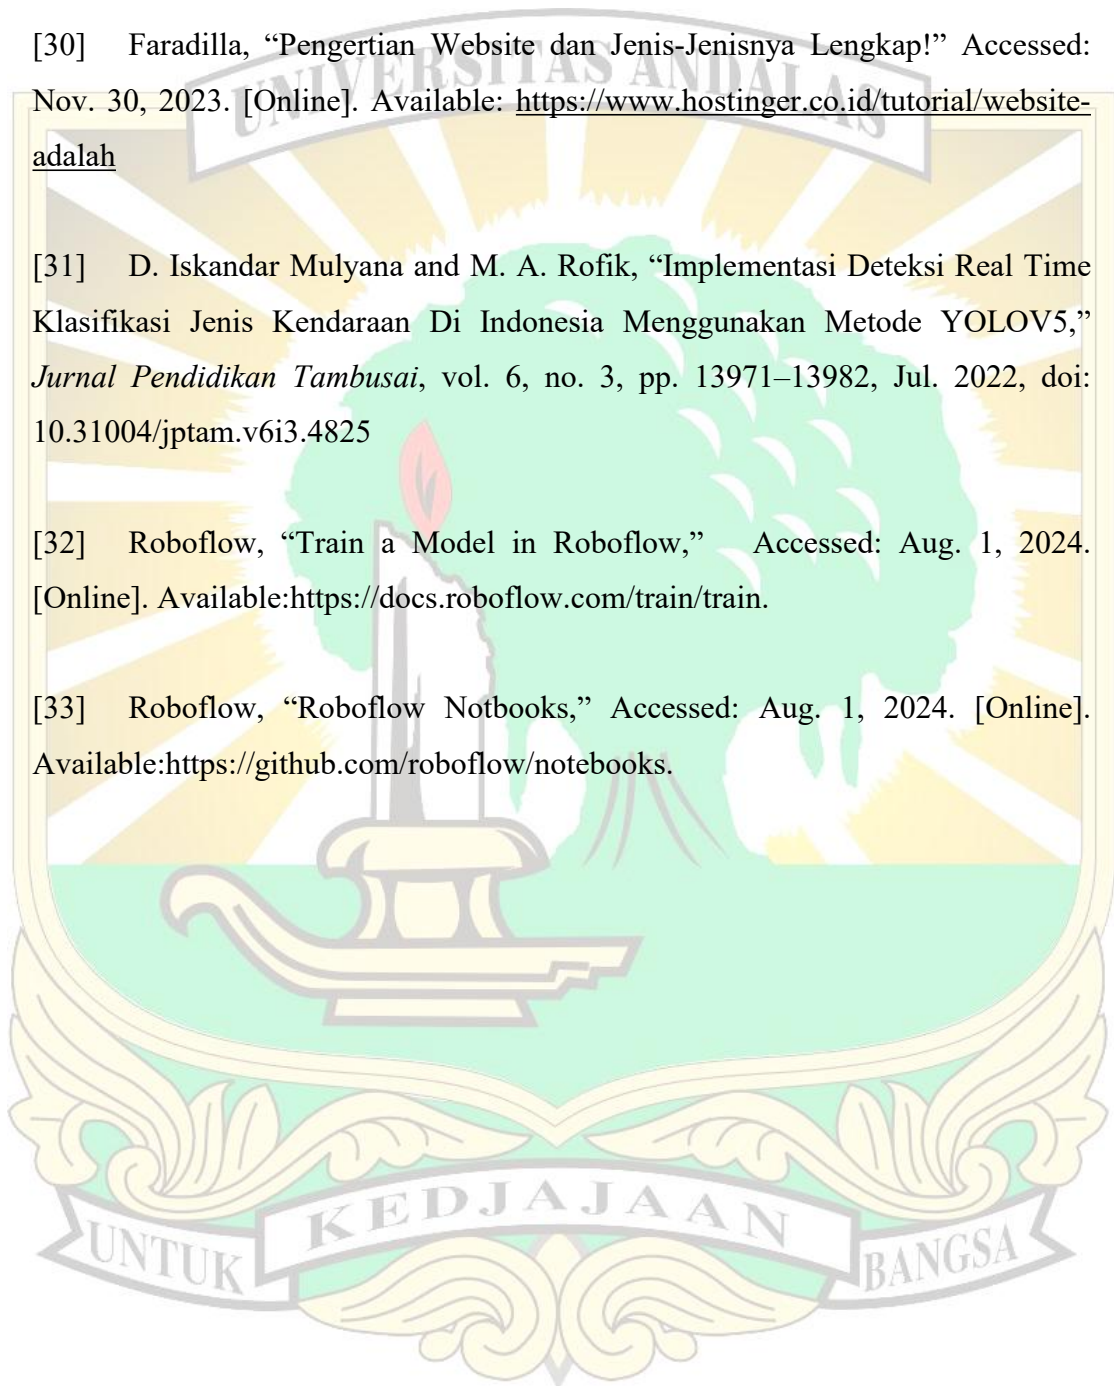 UNIVERSITAS ANDALAS
[30] Faradilla, “Pengertian Website dan Jenis-Jenisnya Lengkap!” Accessed:
Nov. 30, 2023. [Online]. Available: https://www.hostinger.co.id/tutorial/website-
adalah
[31] D. Iskandar Mulyana and M. A. Rofik, “Implementasi Deteksi Real Time
Klasifikasi Jenis Kendaraan Di Indonesia Menggunakan Metode YOLOV5,”
Jurnal Pendidikan Tambusai, vol. 6, no. 3, pp. 13971–13982, Jul. 2022, doi:
10.31004/jptam.v6i3.4825
[32] Roboflow, “Train a Model in Roboflow,” Accessed: Aug. 1, 2024.
[Online]. Available:https://docs.roboflow.com/train/train.
[33] Roboflow, “Roboflow Notbooks,” Accessed: Aug. 1, 2024. [Online].
Available:https://github.com/roboflow/notebooks.
UNTUK KEDJAJAAN BANGSA